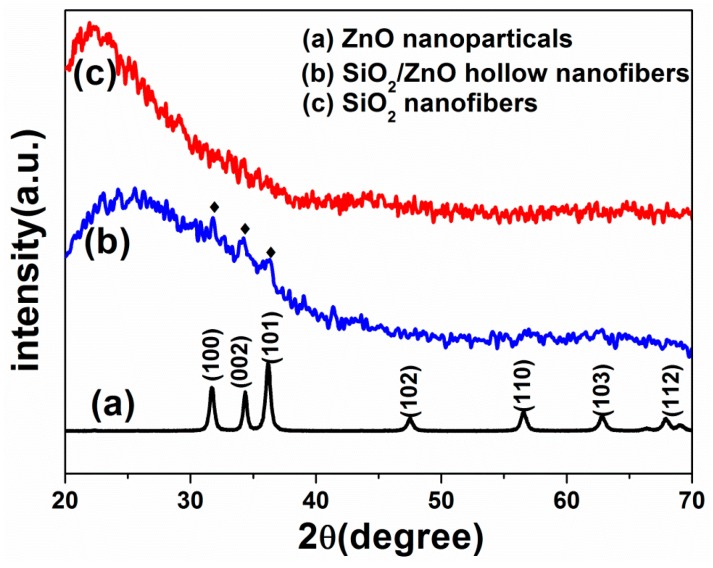 (a) ZnO nanoparticals
(b) SiO2/ZnO hollow nanofibers
(c) SiO2 nanofibers
(c)
(b)
(a)
(100)
(002)
(101)
(102)
(110)
(103)
(112)
intensity(a.u.)
20 30 40 50 60 70
2θ(degree)